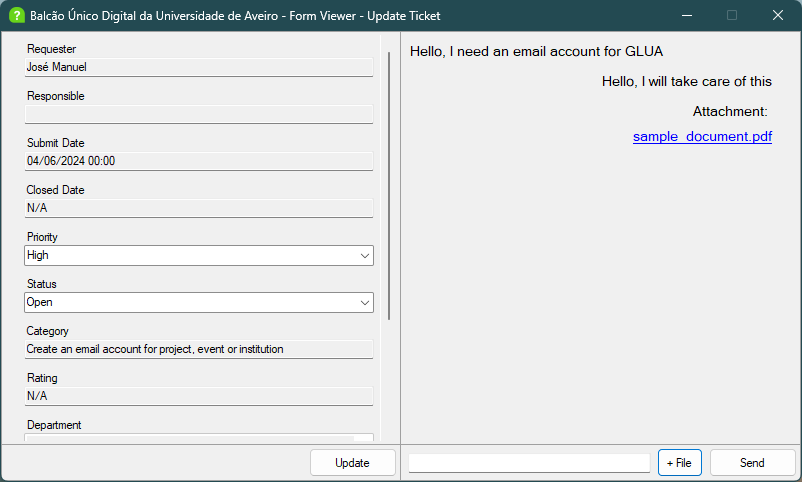 Balcão Único Digital da Universidade de Aveiro - Form Viewer - Update Ticket
Requester
José Manuel
Responsible
Submit Date
04/06/2024 00:00
Closed Date
N/A
Priority
High
Status
Open
Category
Create an email account for project, event or institution
Rating
N/A
Department
Update
Hello, I need an email account for GLUA
Hello, I will take care of this
Attachment:
sample_document.pdf
+ File
Send